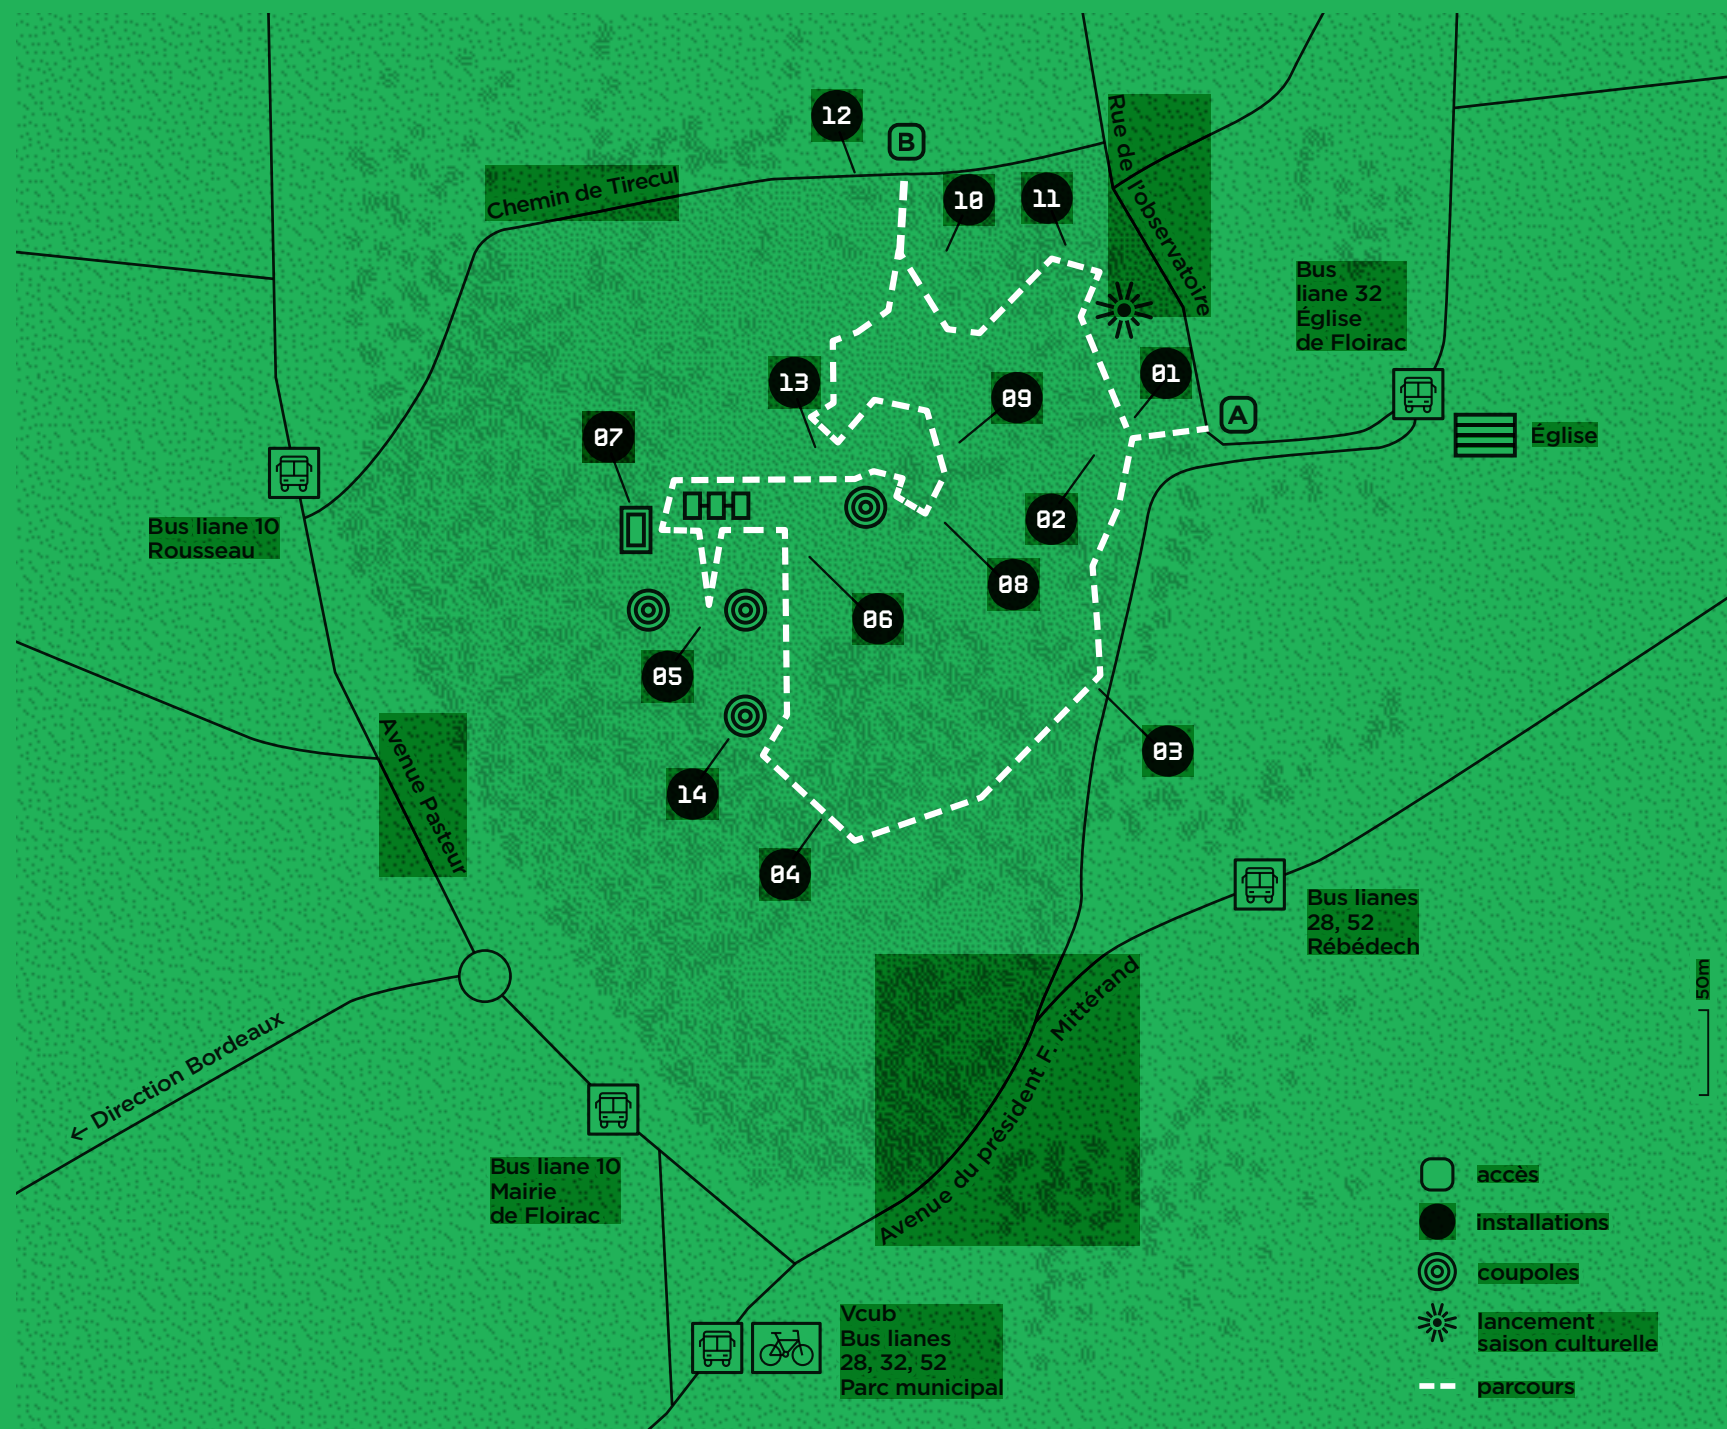 12
B
Rue de l'observatoire
Chemin de Tirecul
10
11
Bus
liane 32
Église
de Floirac
01
13
09
A
07
Église
Bus liane 10
Rousseau
02
08
06
05
03
Avenue Pasteur
14
04
Bus lianes
28, 52
Rébédech
50m
← Direction Bordeaux
Avenue du président F. Mittérand
Bus liane 10
Mairie
de Floirac
accès
installations
coupoles
lancement
saison culturelle
parcours
Vcub
Bus lianes
28, 32, 52
Parc municipal